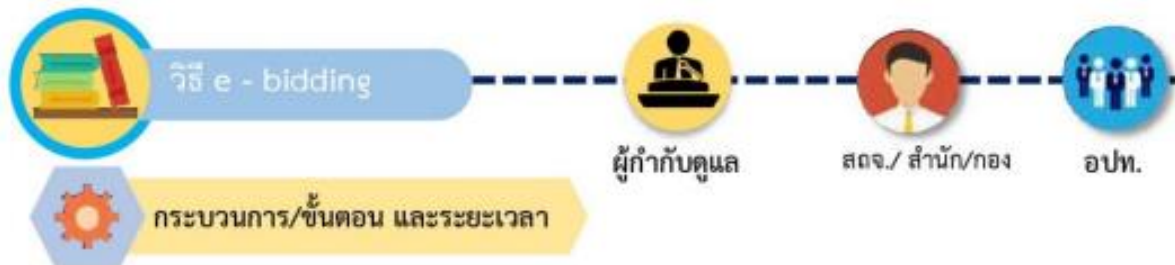 วิธี e - bidding
ผู้กำกับดูแล
สถจ./ สำนัก/กอง
อปท.
กระบวนการ/ขั้นตอน และระยะเวลา